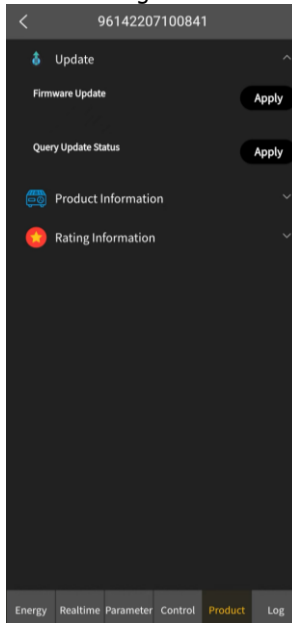 96142207100841
Update
Firmware Update
Apply
Query Update Status
Apply
Product Information
Rating Information
Energy Realtime Parameter Control Product Log